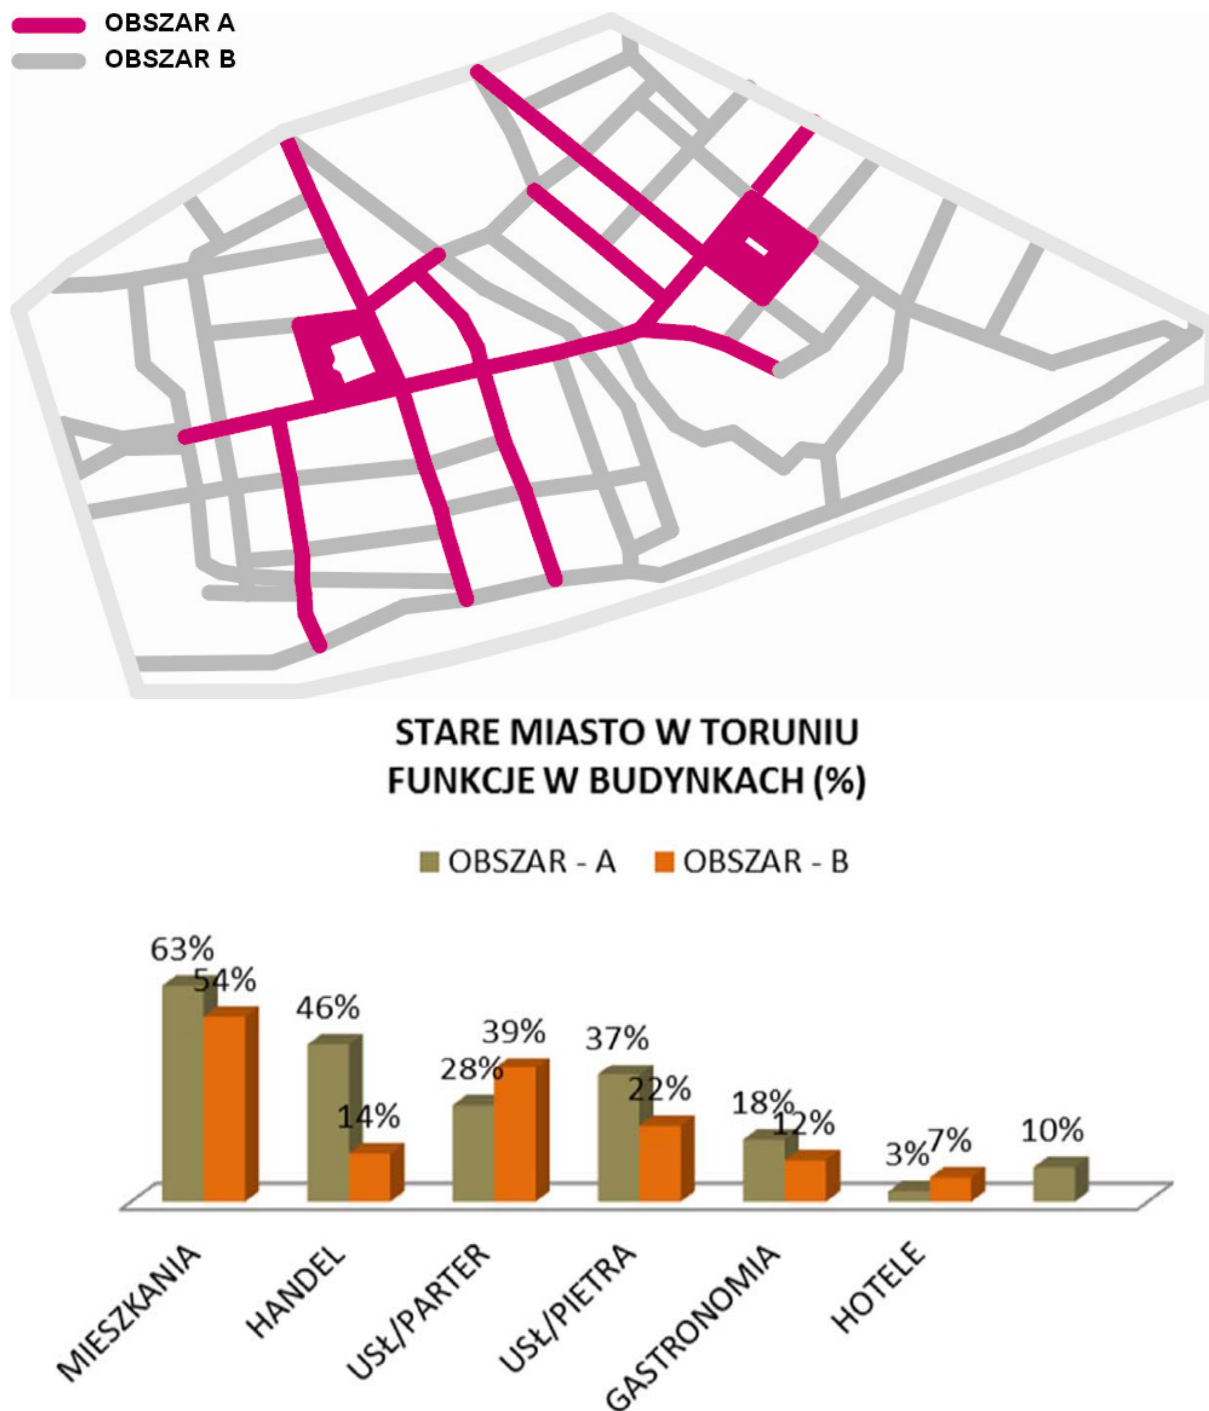 OBSZAR A
OBSZAR B
STARE MIASTO W TORUNIU
FUNKCJE W BUDYNKACH (%)
OBSZAR - A OBSZAR - B
63% 54% 46% 14% 28% 39% 37% 22% 18% 12% 3% 7% 10%
MIESZKANIA HANDEL USŁ/PARTER USŁ/PIETRA GASTRONOMIA HOTELE